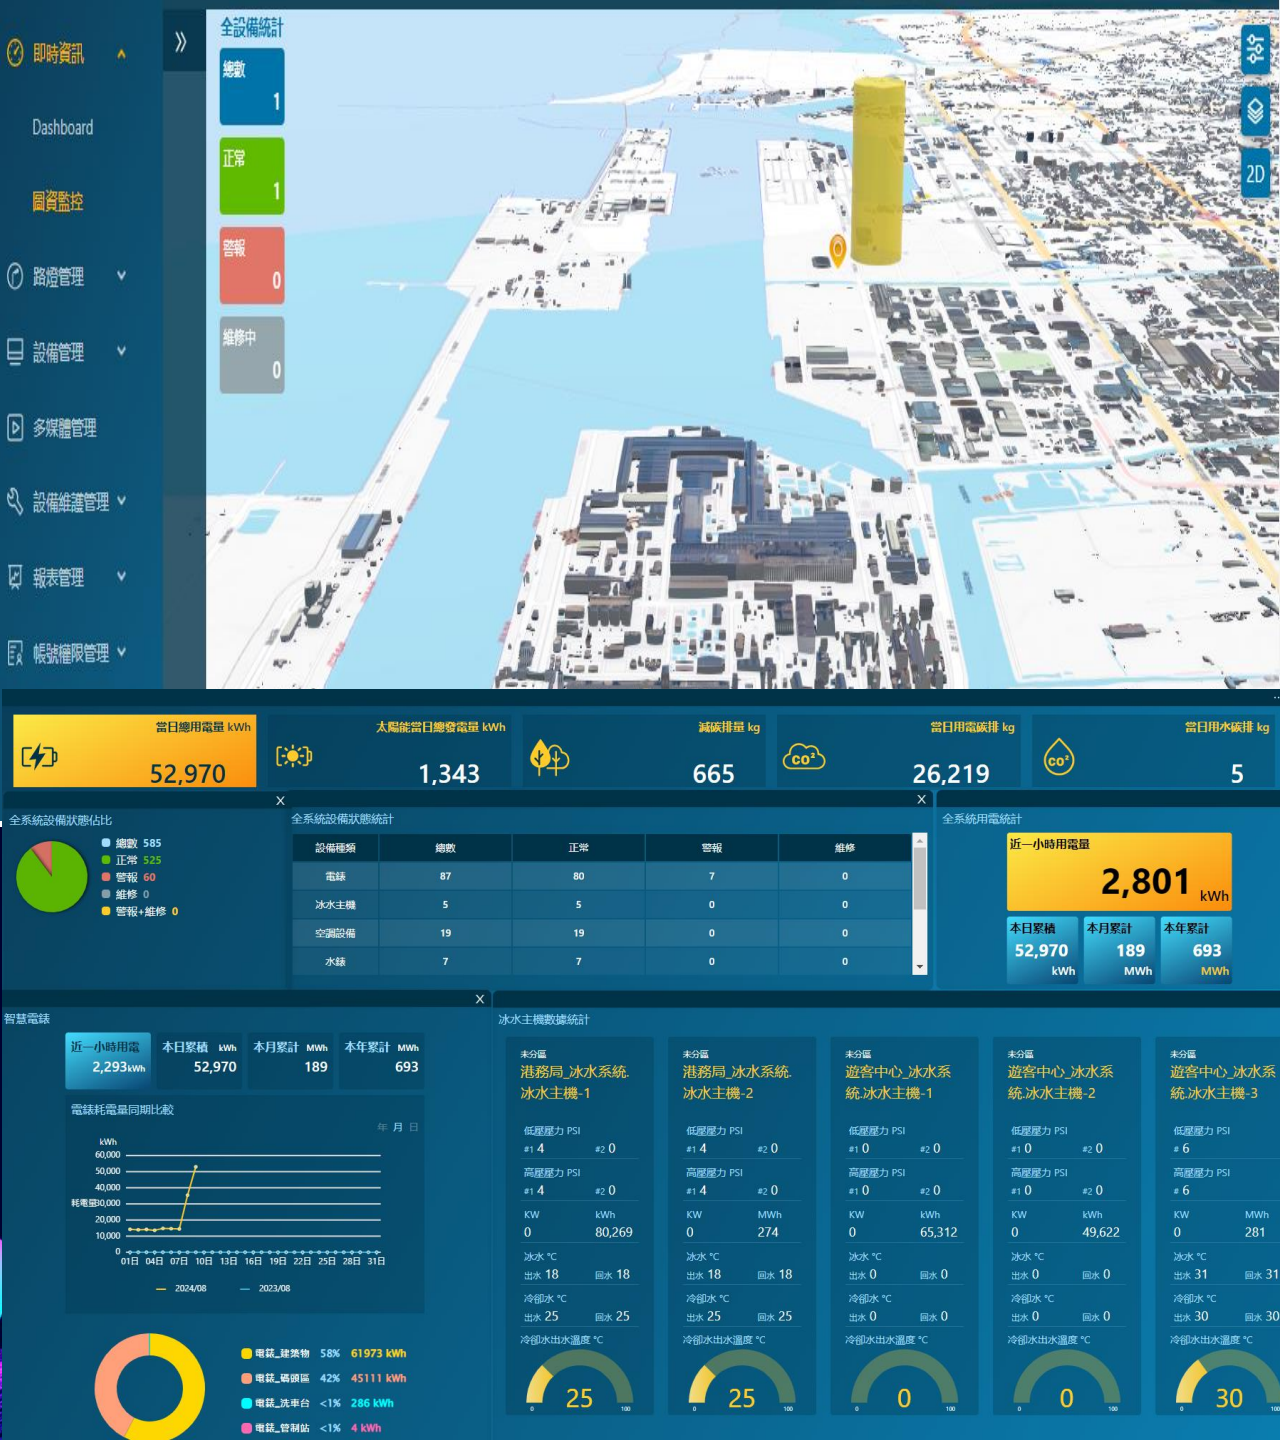 即時資訊
Dashboard
圖資監控
路燈管理
設備管理
多媒體管理
設備維護管理
報表管理
帳號權限管理
全設備統計
總數
1
正常
1
警報
0
維修中
0
2D
當日總用電量 kWh
52,970
太陽能當日總發電量 kWh
1,343
減碳排量 kg
665
當日用電碳排 kg
26,219
當日用水碳排 kg
5
全系統設備狀態佔比
X
總數 585
正常 525
警報 60
維修 0
警報+維修 0
全系統設備狀態統計
X
設備種類 總數 正常 警報 維修
電錶 87 80 7 0
冰水主機 5 5 0 0
空調設備 19 19 0 0
水錶 7 7 0 0
全系統用電統計
近一小時用電量
2,801 kWh
本日累積 本月累計 本年累計
52,970 189 693
kWh MWh MWh
智慧電錶
X
近一小時用電 本日累積 kWh 本月累計 MWh 本年累計 MWh
2,293kWh 52,970 189 693
電錶耗電量同期比較
年 月 日
kWh
60,000
50,000
40,000
耗電量30,000
20,000
10,000
0
01日 04日 07日 10日 13日 16日 19日 22日 25日 28日 31日
2024/08 2023/08
電錶_建築物 58% 61973 kWh
電錶_碼頭區 42% 45111 kWh
電錶_洗車台 <1% 286 kWh
電錶_管制站 <1% 4 kWh
冰水主機數據統計
未分區
港務局_冰水系統.
冰水主機-1
低壓壓力 PSI
#1 4 #2 0
高壓壓力 PSI
#1 4 #2 0
KW kWh
0 80,269
冰水 °C
出水 18 回水 18
冷卻水 °C
出水 25 回水 25
冷卻水出水溫度 °C
25
0 100
未分區
港務局_冰水系統.
冰水主機-2
低壓壓力 PSI
#1 4 #2 0
高壓壓力 PSI
#1 4 #2 0
KW MWh
0 274
冰水 °C
出水 18 回水 18
冷卻水 °C
出水 25 回水 25
冷卻水出水溫度 °C
25
0 100
未分區
遊客中心_冰水系
統.冰水主機-1
低壓壓力 PSI
#1 0 #2 0
高壓壓力 PSI
#1 0 #2 0
KW kWh
0 65,312
冰水 °C
出水 0 回水 0
冷卻水 °C
出水 0 回水 0
冷卻水出水溫度 °C
0
0 100
未分區
遊客中心_冰水系
統.冰水主機-2
低壓壓力 PSI
#1 0 #2 0
高壓壓力 PSI
#1 0 #2 0
KW kWh
0 49,622
冰水 °C
出水 0 回水 0
冷卻水 °C
出水 0 回水 0
冷卻水出水溫度 °C
0
0 100
未分區
遊客中心_冰水系
統.冰水主機-3
低壓壓力 PSI
# 6
高壓壓力 PSI
# 6
KW MWh
0 281
冰水 °C
出水 31 回水 31
冷卻水 °C
出水 30 回水 30
冷卻水出水溫度 °C
30
0 100